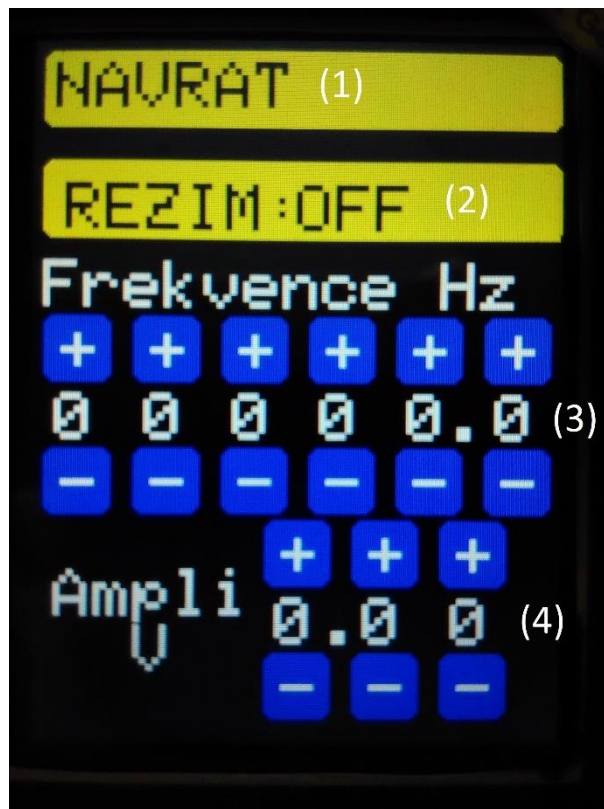 NAVRAT (1)
REZIM:OFF (2)
Frekvence Hz
+ + + + + +
0 0 0 0 0.0 (3)
- - - - - -
+ + +
Ampli 0.0 0 (4)
V
- - -